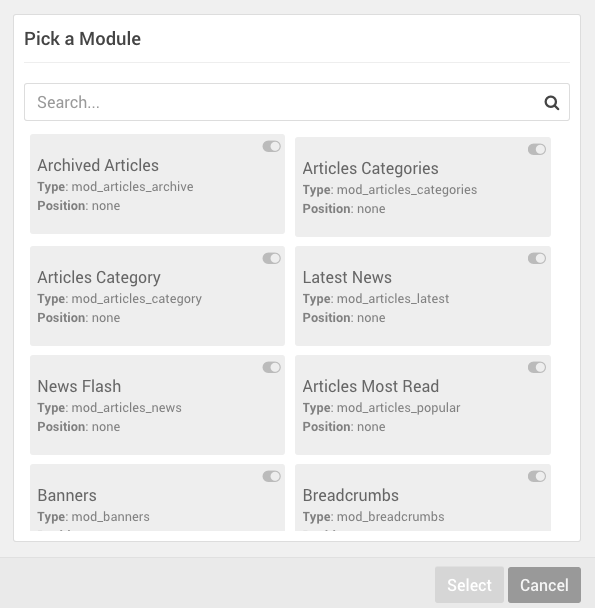 Pick a Module
Search...
Archived Articles
Type: mod_articles_archive
Position: none
Articles Categories
Type: mod_articles_categories
Position: none
Articles Category
Type: mod_articles_category
Position: none
Latest News
Type: mod_articles_latest
Position: none
News Flash
Type: mod_articles_news
Position: none
Articles Most Read
Type: mod_articles_popular
Position: none
Banners
Type: mod_banners
Breadcrumbs
Type: mod_breadcrumbs
Select
Cancel